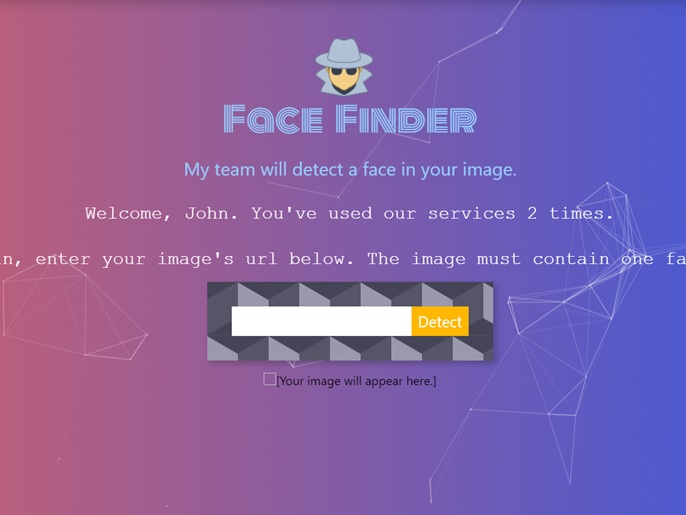 Face Finder
My team will detect a face in your image.
Welcome, John. You've used our services 2 times.
n, enter your image's url below. The image must contain one fa
Detect
[Your image will appear here.]